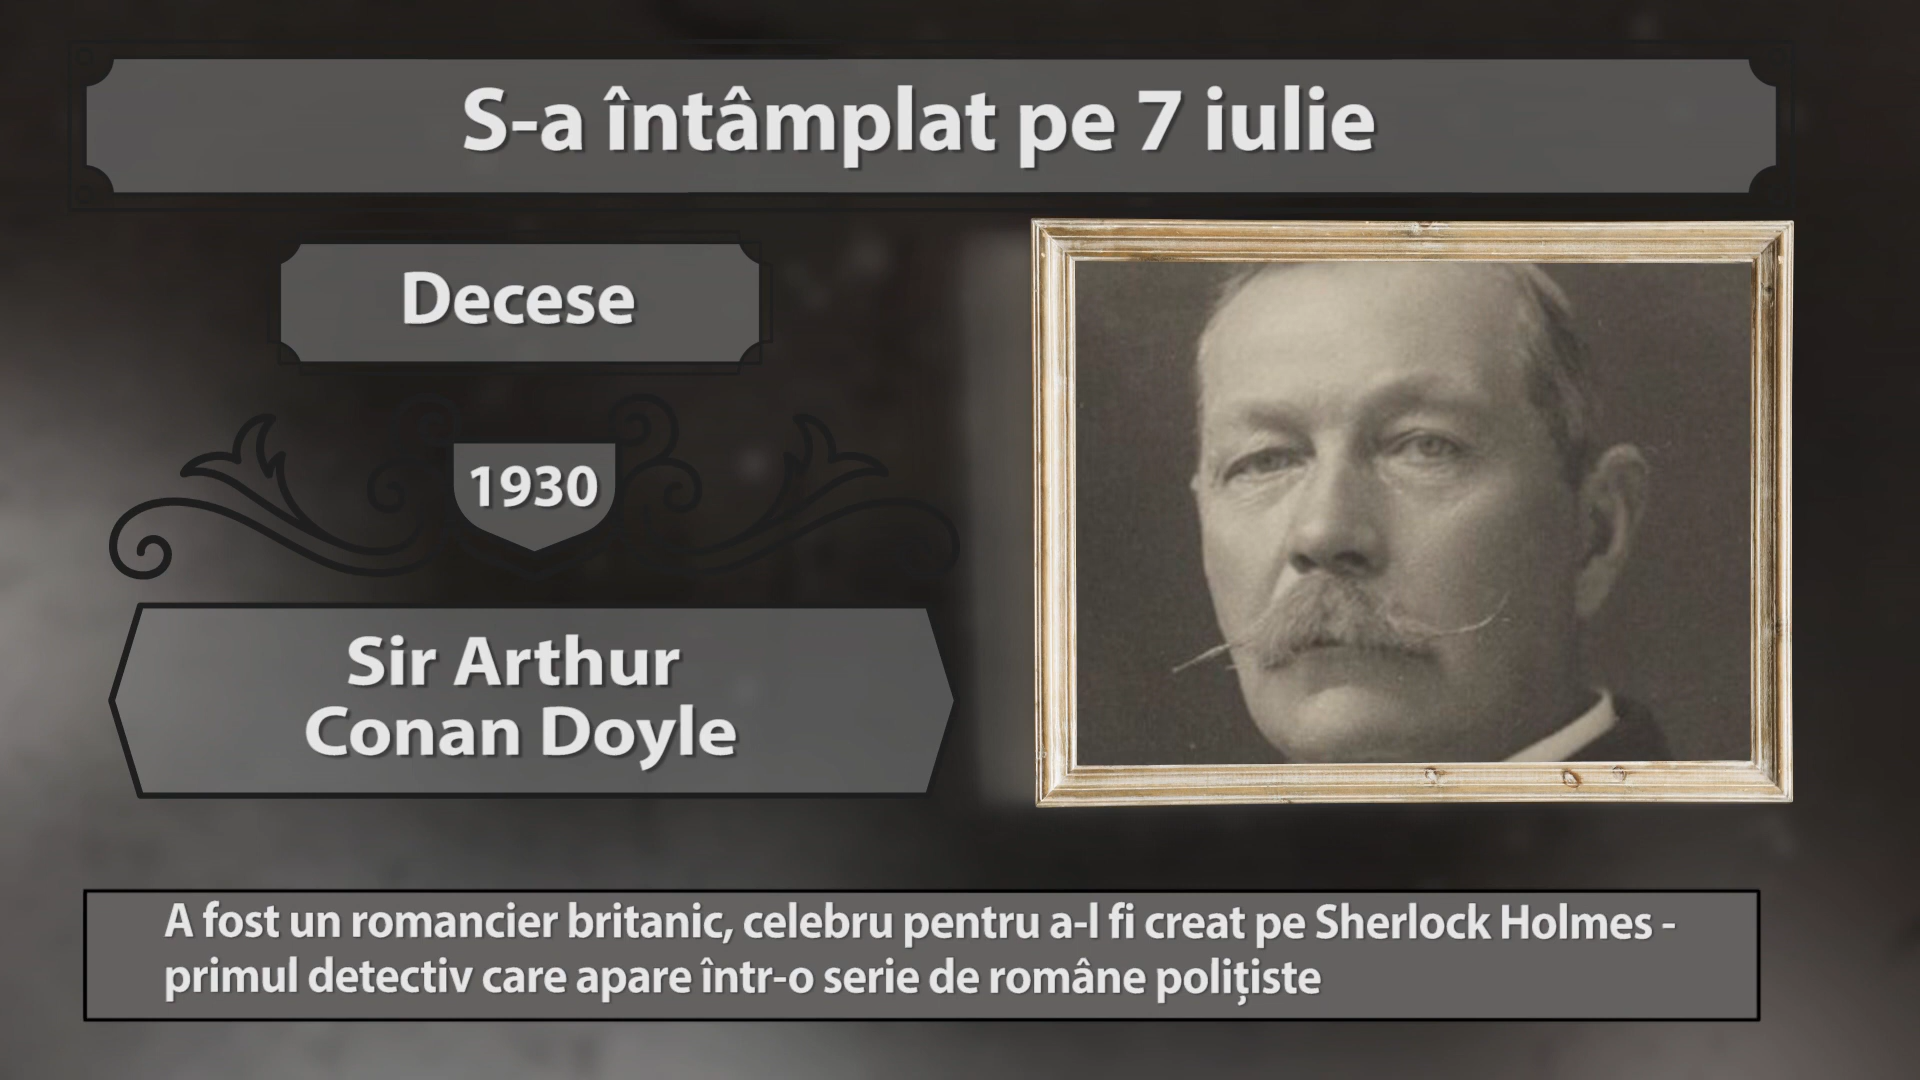 S-a întâmplat pe 7 iulie
Decese
1930
Sir Arthur
Conan Doyle
A fost un romancier britanic, celebru pentru a-l fi creat pe Sherlock Holmes -
primul detectiv care apare într-o serie de române polițiste